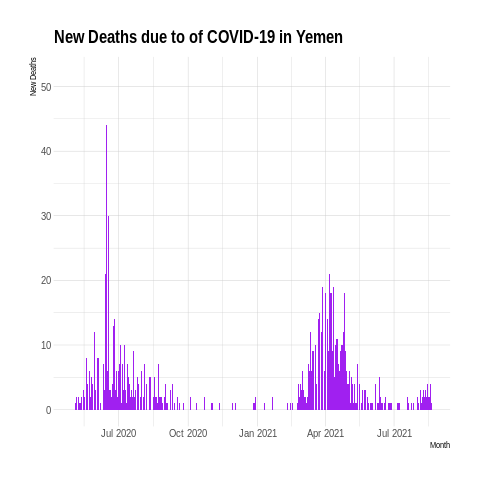 New Deaths due to of COVID-19 in Yemen
New Deaths
50
40
30
20
10
0
Jul 2020 Oct 2020 Jan 2021 Apr 2021 Jul 2021
Month